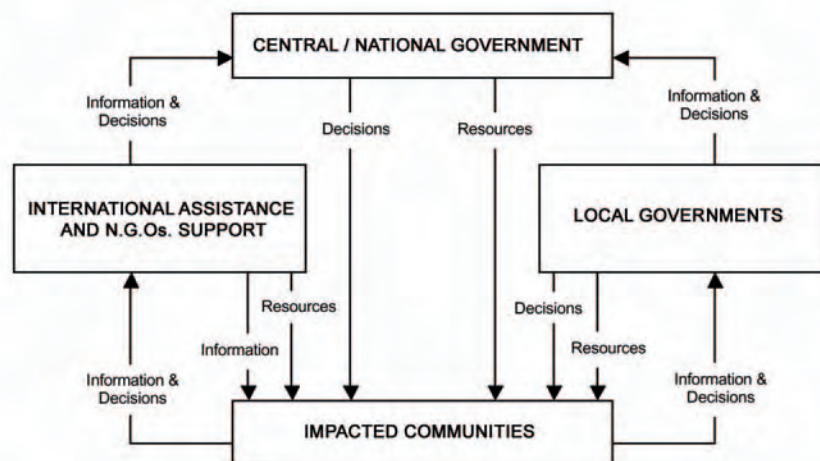 CENTRAL / NATIONAL GOVERNMENT
Information &
Decisions
Decisions
Resources
Information &
Decisions
INTERNATIONAL ASSISTANCE
AND N.G.Os. SUPPORT
LOCAL GOVERNMENTS
Resources
Information
Decisions
Resources
Information &
Decisions
Information &
Decisions
IMPACTED COMMUNITIES